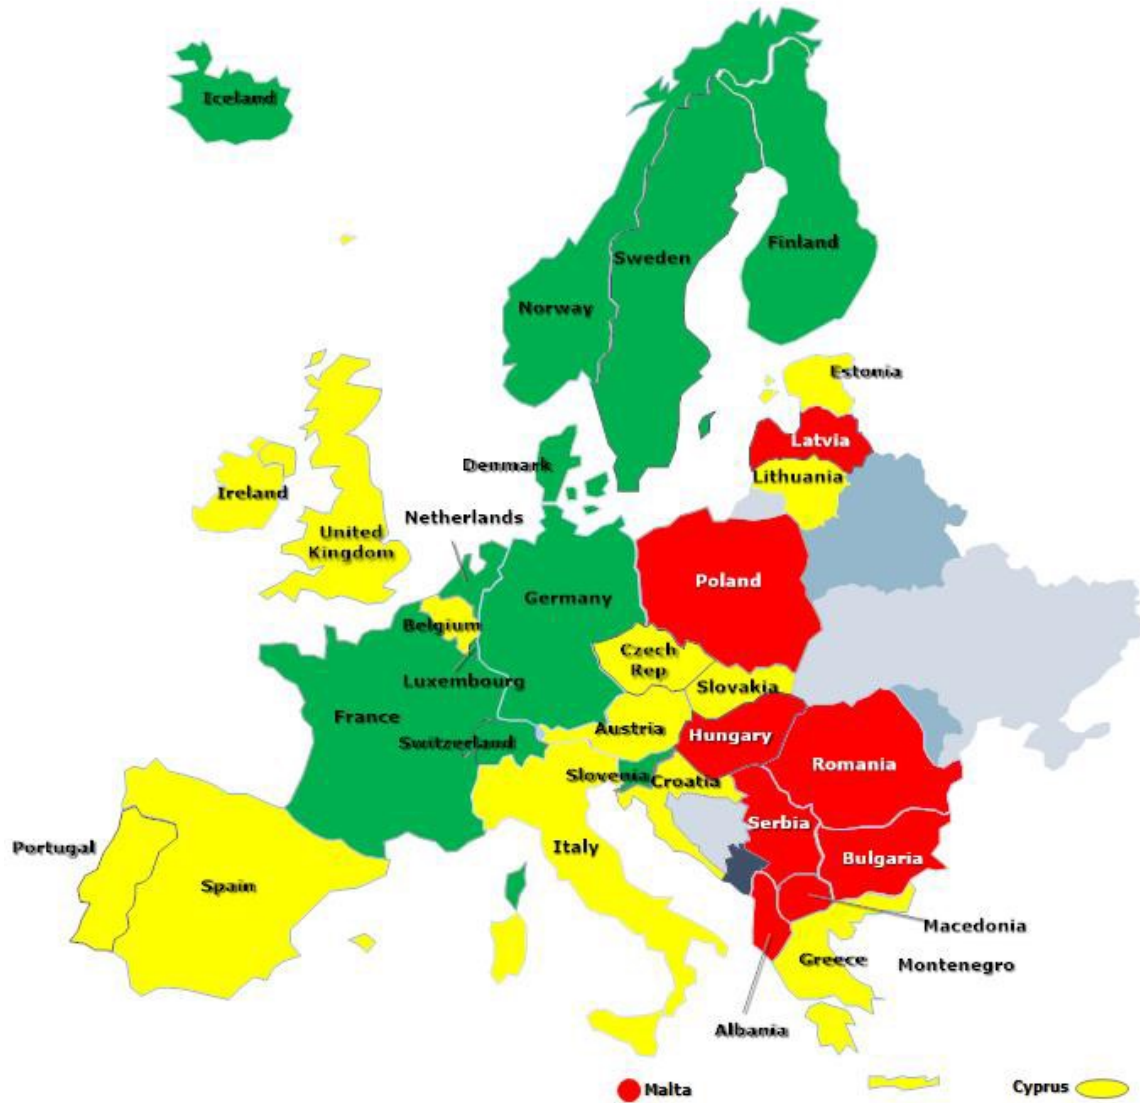 Iceland
Finland
Sweden
Norway
Estonia
Latvia
Denmark
Lithuania
Ireland
Netherlands
United
Kingdom
Poland
Germany
Belgium
Czech
Rep
Luxembourg
Slovakia
France
Austria
Hungary
Switzerland
Romania
Slovenia
Croatia
Serbia
Portugal
Italy
Bulgaria
Spain
Macedonia
Greece
Montenegro
Albania
Malta
Cyprus